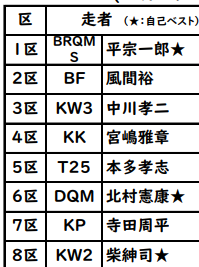 区 走者 (★:自己ベスト)
1区 BRQMS 平宗一郎★
2区 BF 風間裕
3区 KW3 中川孝二
4区 KK 宮嶋雅章
5区 T25 本多孝志
6区 DQM 北村憲康★
7区 KP 寺田周平
8区 KW2 柴紳司★